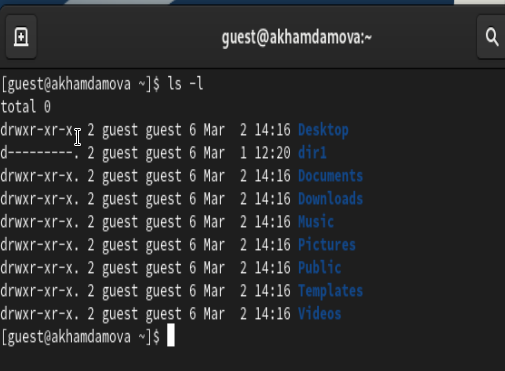 guest@akhamdamova:~
[guest@akhamdamova ~]$ ls -l
total 0
drwxr-xr-x. 2 guest guest 6 Mar  2 14:16 Desktop
d---------. 2 guest guest 6 Mar  1 12:20 dir1
drwxr-xr-x. 2 guest guest 6 Mar  2 14:16 Documents
drwxr-xr-x. 2 guest guest 6 Mar  2 14:16 Downloads
drwxr-xr-x. 2 guest guest 6 Mar  2 14:16 Music
drwxr-xr-x. 2 guest guest 6 Mar  2 14:16 Pictures
drwxr-xr-x. 2 guest guest 6 Mar  2 14:16 Public
drwxr-xr-x. 2 guest guest 6 Mar  2 14:16 Templates
drwxr-xr-x. 2 guest guest 6 Mar  2 14:16 Videos
[guest@akhamdamova ~]$